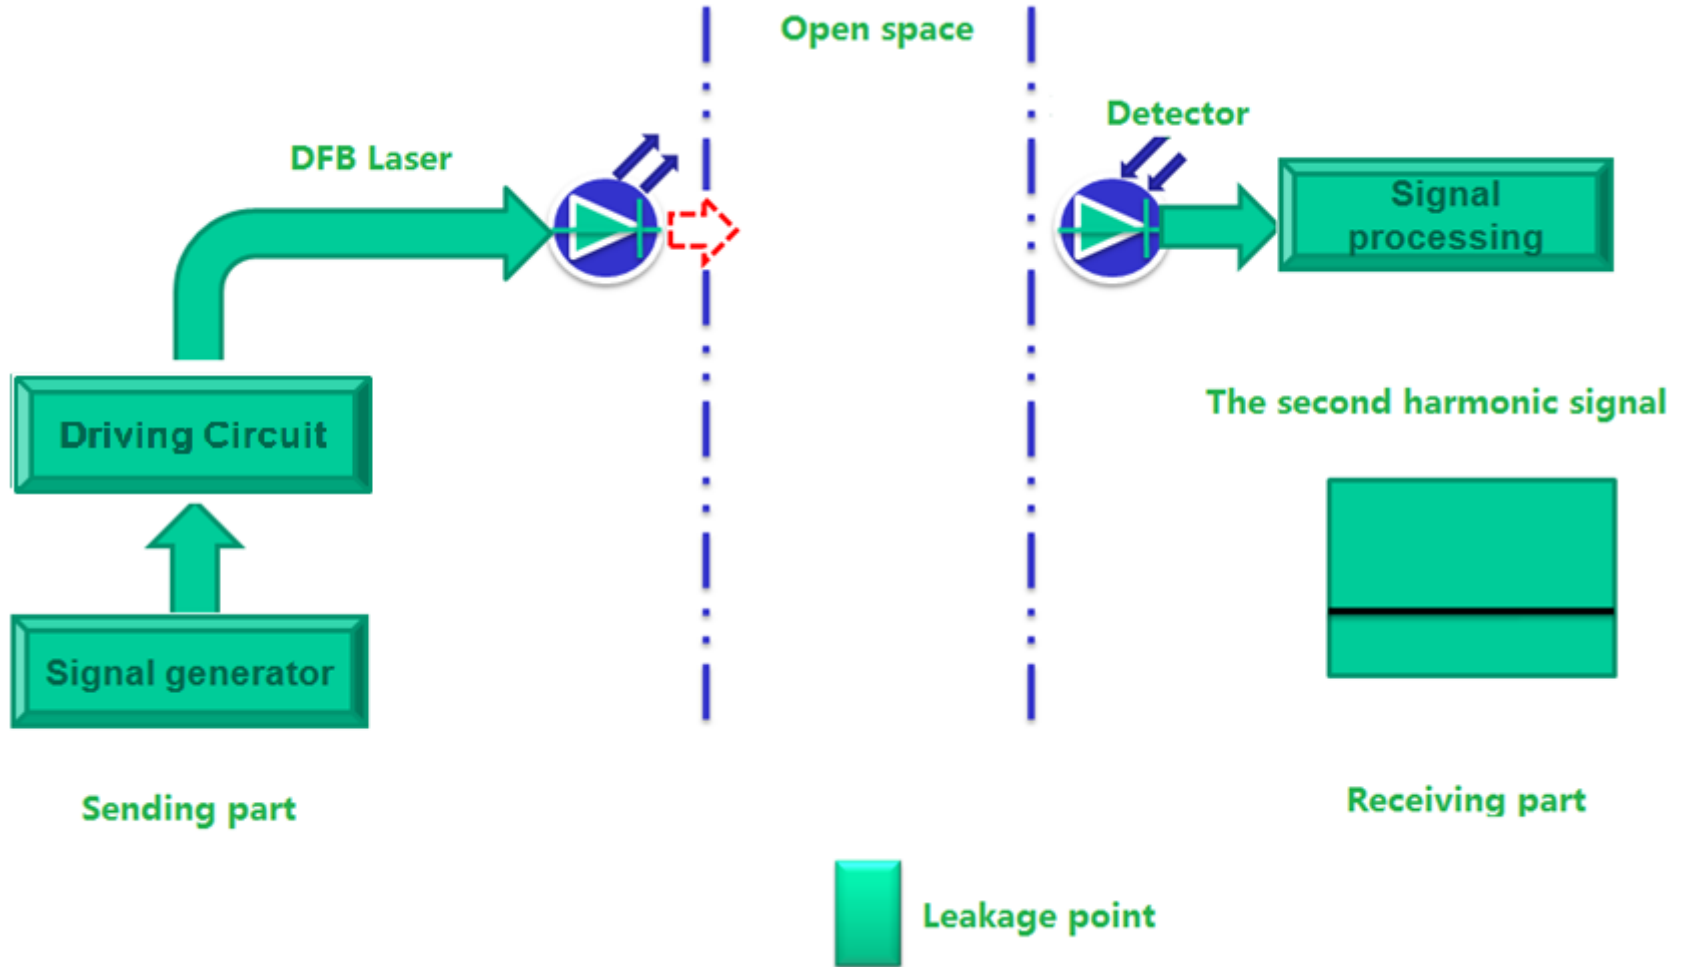 Open space
Detector
DFB Laser
Signal
processing
The second harmonic signal
Driving Circuit
Signal generator
Sending part
Receiving part
Leakage point